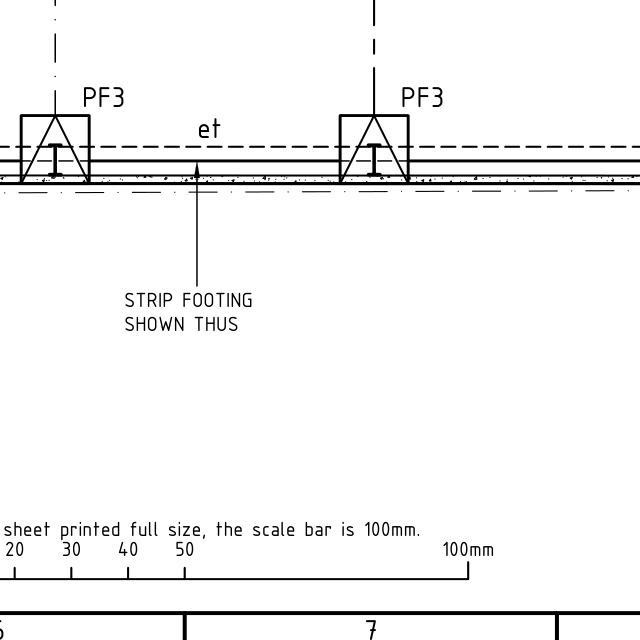 PF3
PF3
et
STRIP FOOTING
SHOWN THUS
sheet printed full size, the scale bar is 100mm.
20 30 40 50 100mm
7